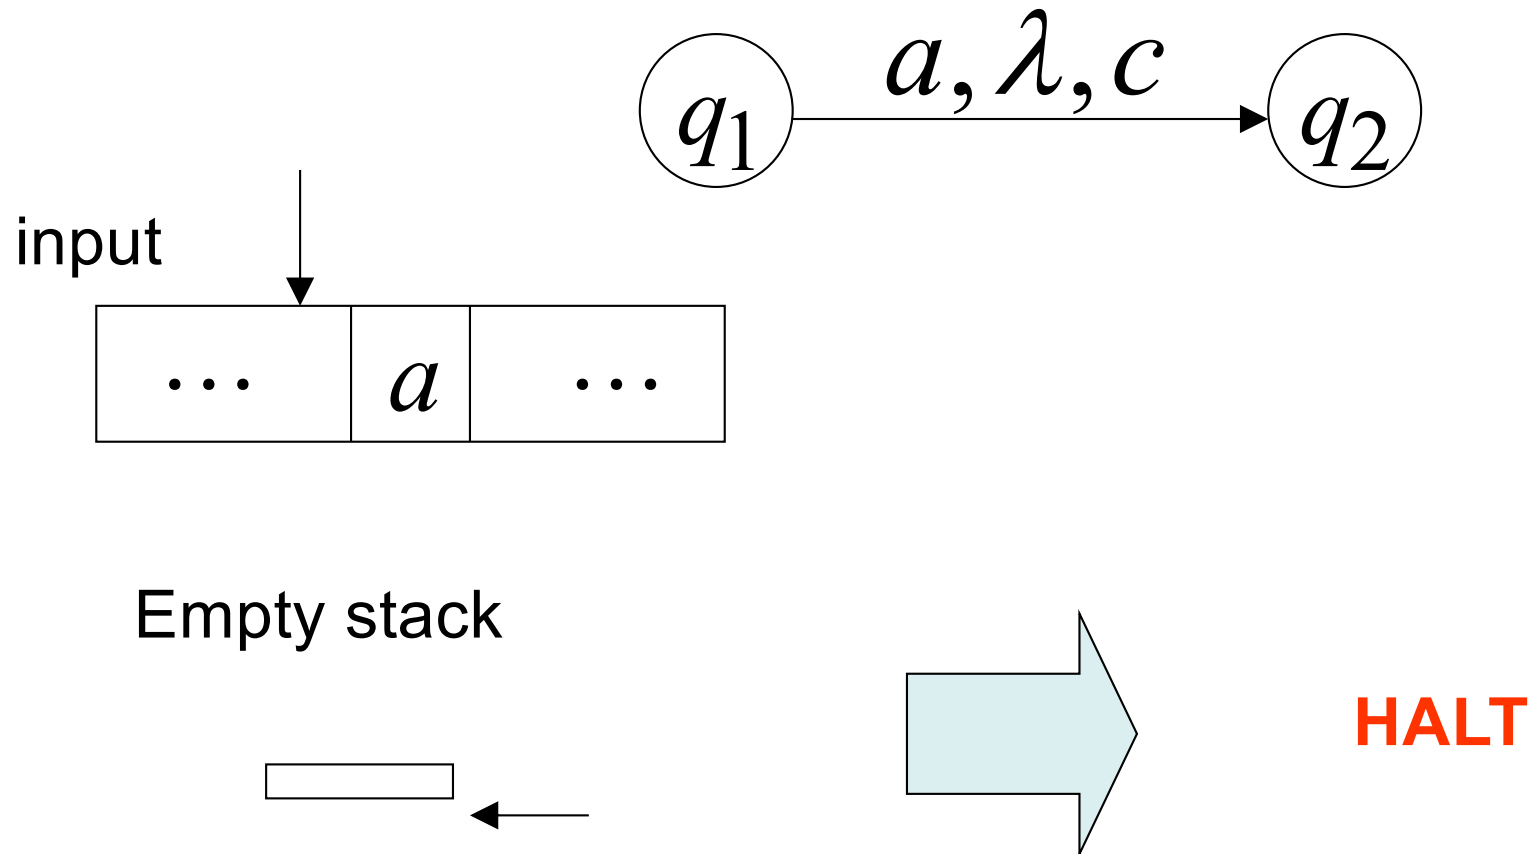 a, λ, c
q1
q2
input
··· a ···
Empty stack
HALT